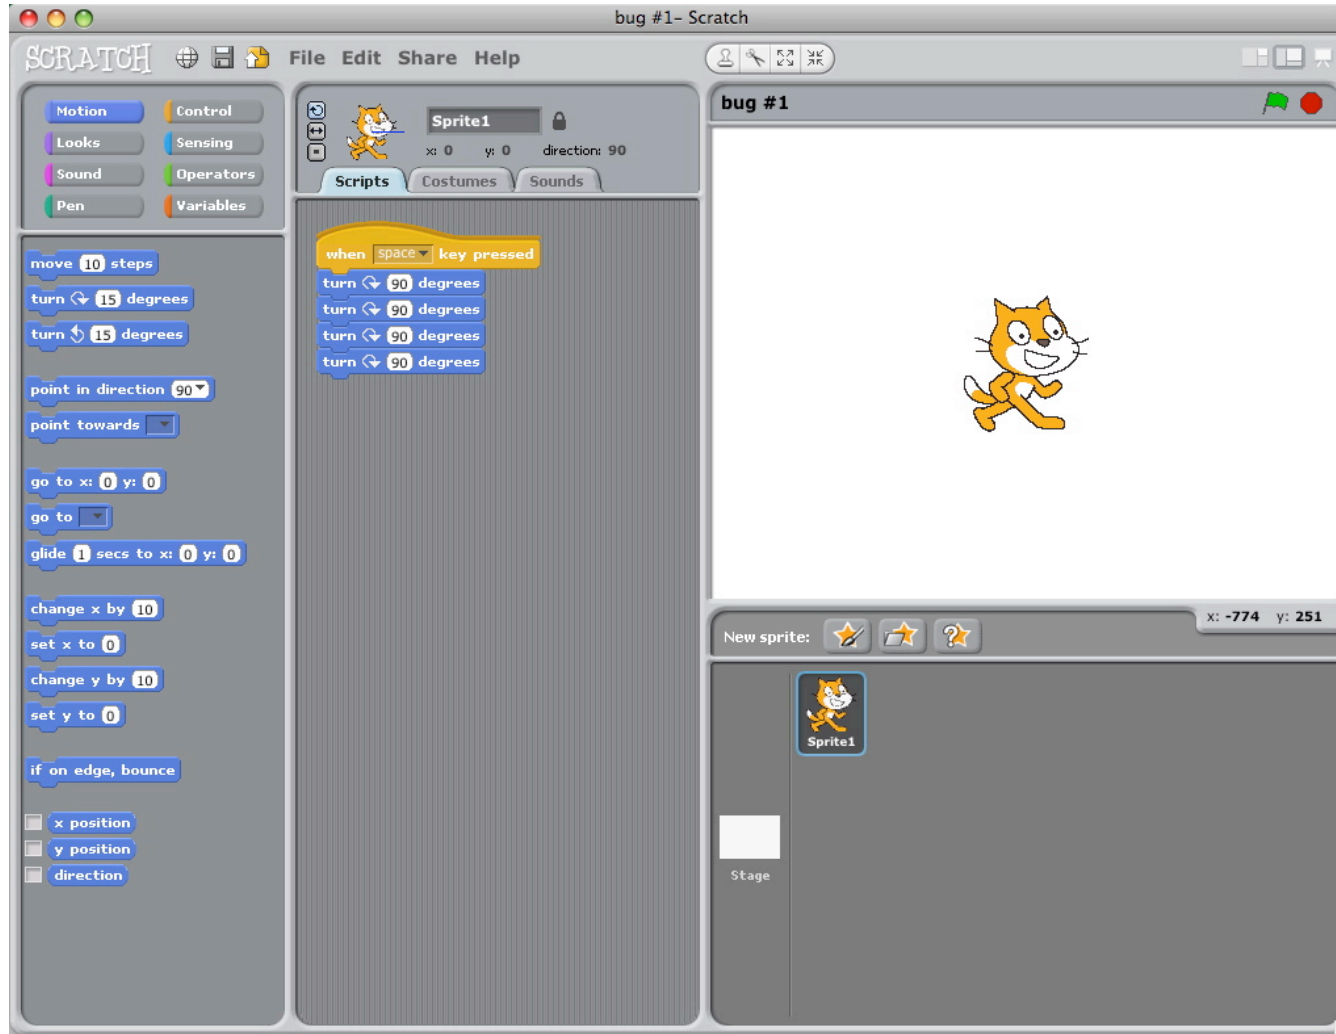 bug #1– Scratch
SCRATCH File Edit Share Help
Motion Control
Looks Sensing
Sound Operators
Pen Variables
move 10 steps
turn 15 degrees
turn 15 degrees
point in direction 90
point towards
go to x: 0 y: 0
go to
glide 1 secs to x: 0 y: 0
change x by 10
set x to 0
change y by 10
set y to 0
if on edge, bounce
x position
y position
direction
Sprite1
x: 0 y: 0 direction: 90
Scripts Costumes Sounds
when space key pressed
turn 90 degrees
turn 90 degrees
turn 90 degrees
turn 90 degrees
bug #1
x: -774 y: 251
New sprite:
Sprite1
Stage